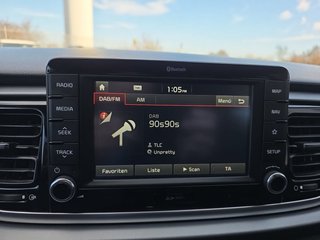 Bluetooth
1:05 PM
RADIO
MEDIA
SEEK
TRACK
MAP
NAV
SETUP
DAB/FM
AM
Menü
DAB
90s90s
TLC
Unpretty
Favoriten
Liste
Scan
TA